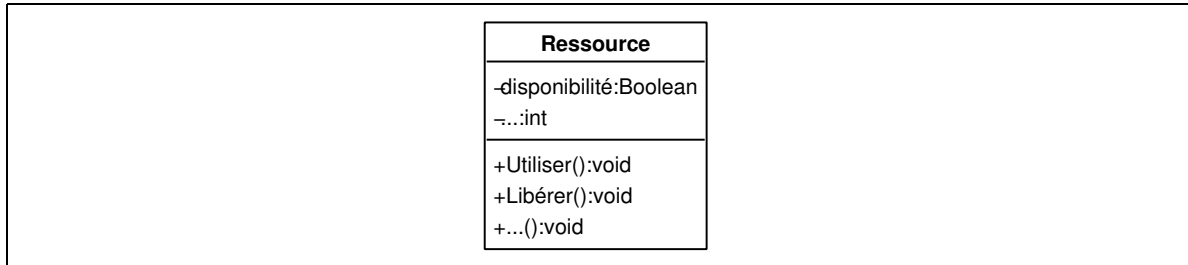 Ressource
-disponibilité:Boolean
-...:int
+Utiliser():void
+Libérer():void
+...():void